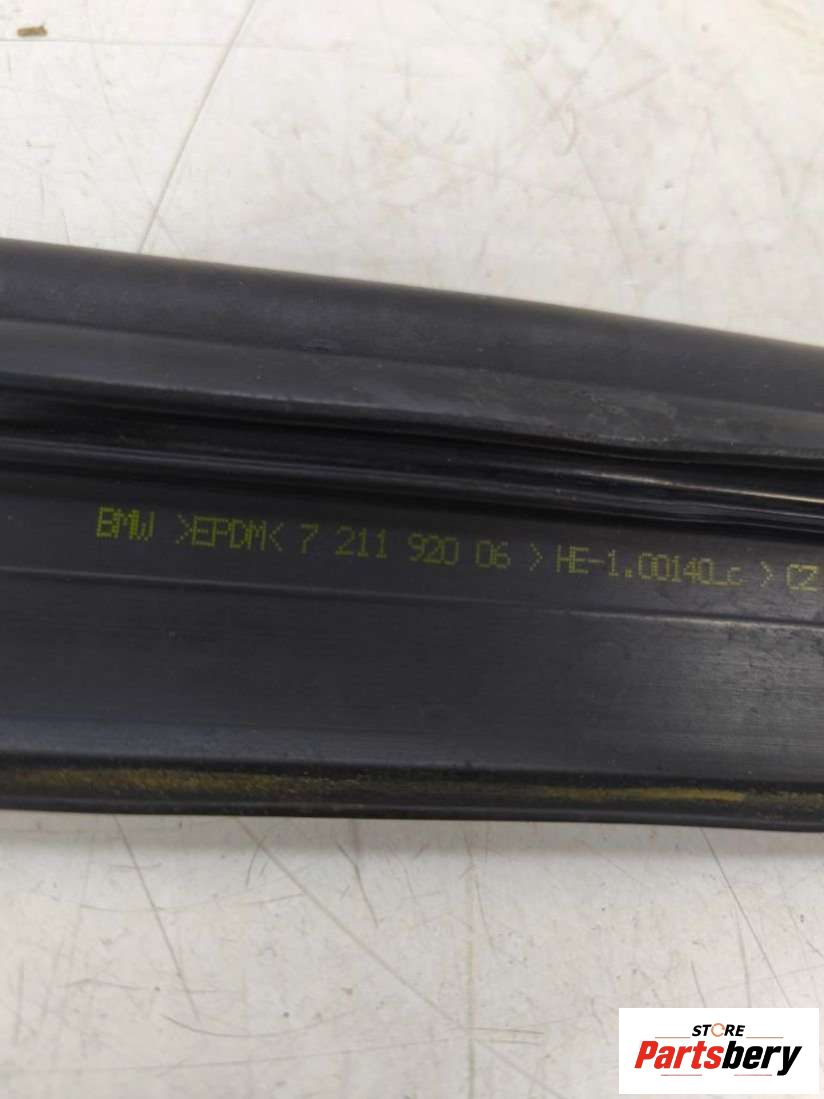 BMW >EPDM< 7 211 920 06 > HE-1.00140_c > CZ
STORE
Partsbery